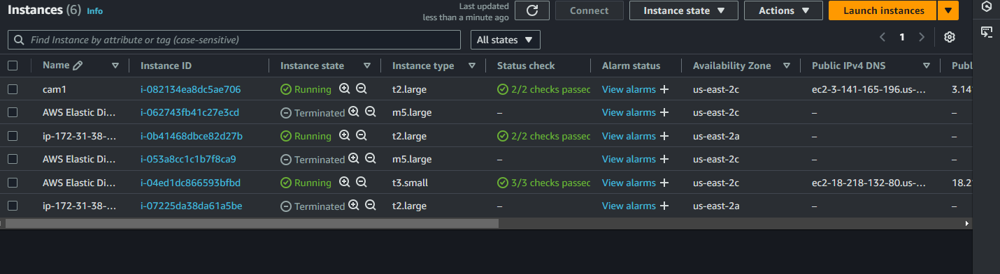 Instances (6) Info
Last updated
less than a minute ago
Connect
Instance state
Actions
Launch instances
Find Instance by attribute or tag (case-sensitive)
All states
1
Name Instance ID Instance state Instance type Status check Alarm status Availability Zone Public IPv4 DNS Publ
cam1 i-082134ea8dc5ae706 Running t2.large 2/2 checks passed View alarms + us-east-2c ec2-3-141-165-196.us-... 3.141
AWS Elastic Di... i-062743fb41c27e3cd Terminated m5.large – View alarms + us-east-2c – –
ip-172-31-38-... i-0b41468dbce82d27b Running t2.large 2/2 checks passed View alarms + us-east-2a – –
AWS Elastic Di... i-053a8cc1c1b7f8ca9 Terminated m5.large – View alarms + us-east-2c – –
AWS Elastic Di... i-04ed1dc866593bfbd Running t3.small 3/3 checks passed View alarms + us-east-2c ec2-18-218-132-80.us-... 18.2
ip-172-31-38-... i-07225da38da61a5be Terminated t2.large – View alarms + us-east-2a – –